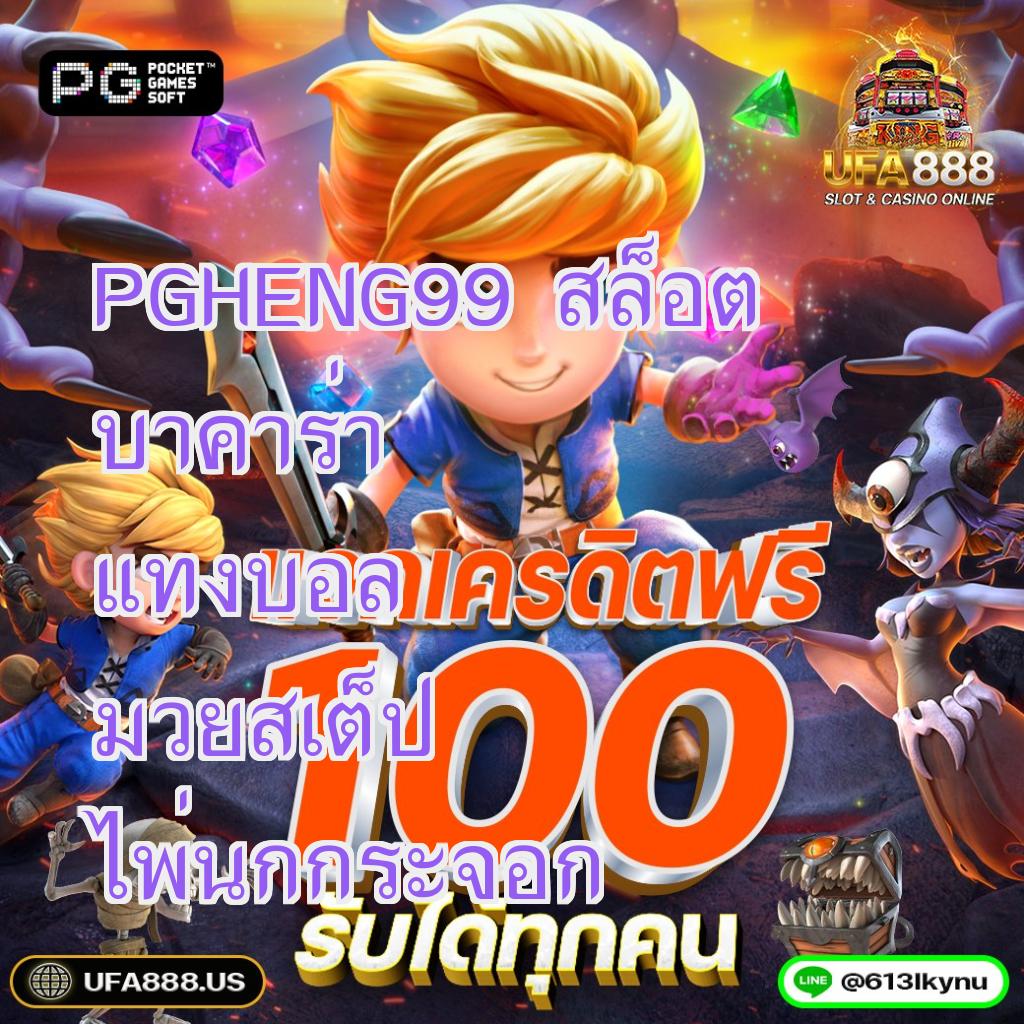 PG POCKET GAMES SOFT™
UFA888
SLOT & CASINO ONLINE
PGHENG99 สล็อต
บาคาร่า
แทงบอล
เครดิตฟรี
มวยสเต็ป
100
ไพ่นกกระจอก
รับได้ทุกคน
UFA888.US
LINE @613lkynu